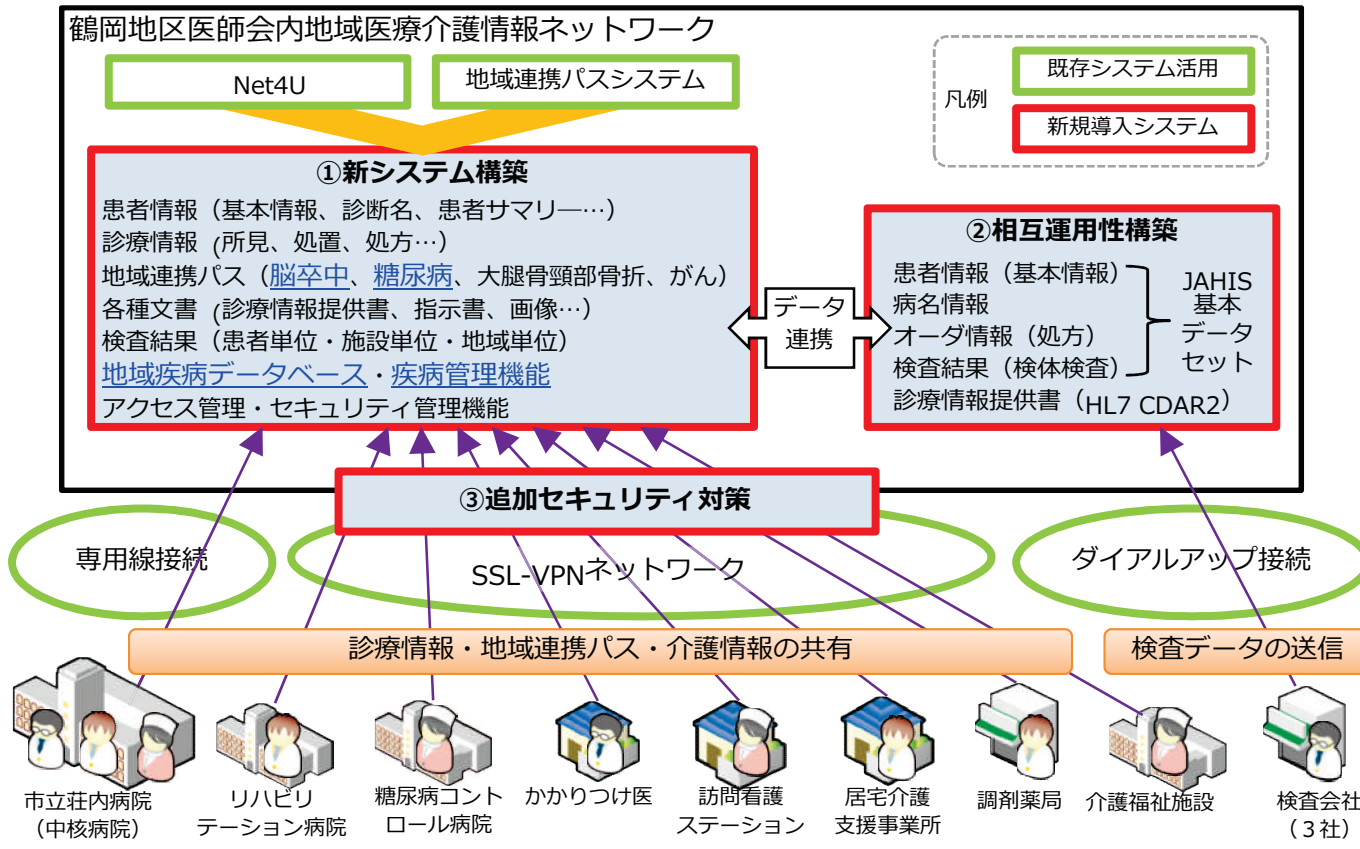 鶴岡地区医師会内地域医療介護情報ネットワーク
Net4U
地域連携パスシステム
凡例
既存システム活用
新規導入システム
①新システム構築
患者情報（基本情報、診断名、患者サマリ―…）
診療情報 (所見、処置、処方…）
地域連携パス（脳卒中、糖尿病、大腿骨頸部骨折、がん）
各種文書 (診療情報提供書、指示書、画像…）
検査結果（患者単位・施設単位・地域単位）
地域疾病データベース・疾病管理機能
アクセス管理・セキュリティ管理機能
データ
連携
②相互運用性構築
患者情報（基本情報）
病名情報
オーダ情報（処方）
検査結果（検体検査）
診療情報提供書（HL7 CDAR2）
JAHIS
基本
データ
セット
③追加セキュリティ対策
専用線接続
SSL-VPNネットワーク
ダイアルアップ接続
診療情報・地域連携パス・介護情報の共有
検査データの送信
市立荘内病院
（中核病院）
リハビリ
テーション病院
糖尿病コント
ロール病院
かかりつけ医
訪問看護
ステーション
居宅介護
支援事業所
調剤薬局
介護福祉施設
検査会社
（３社）